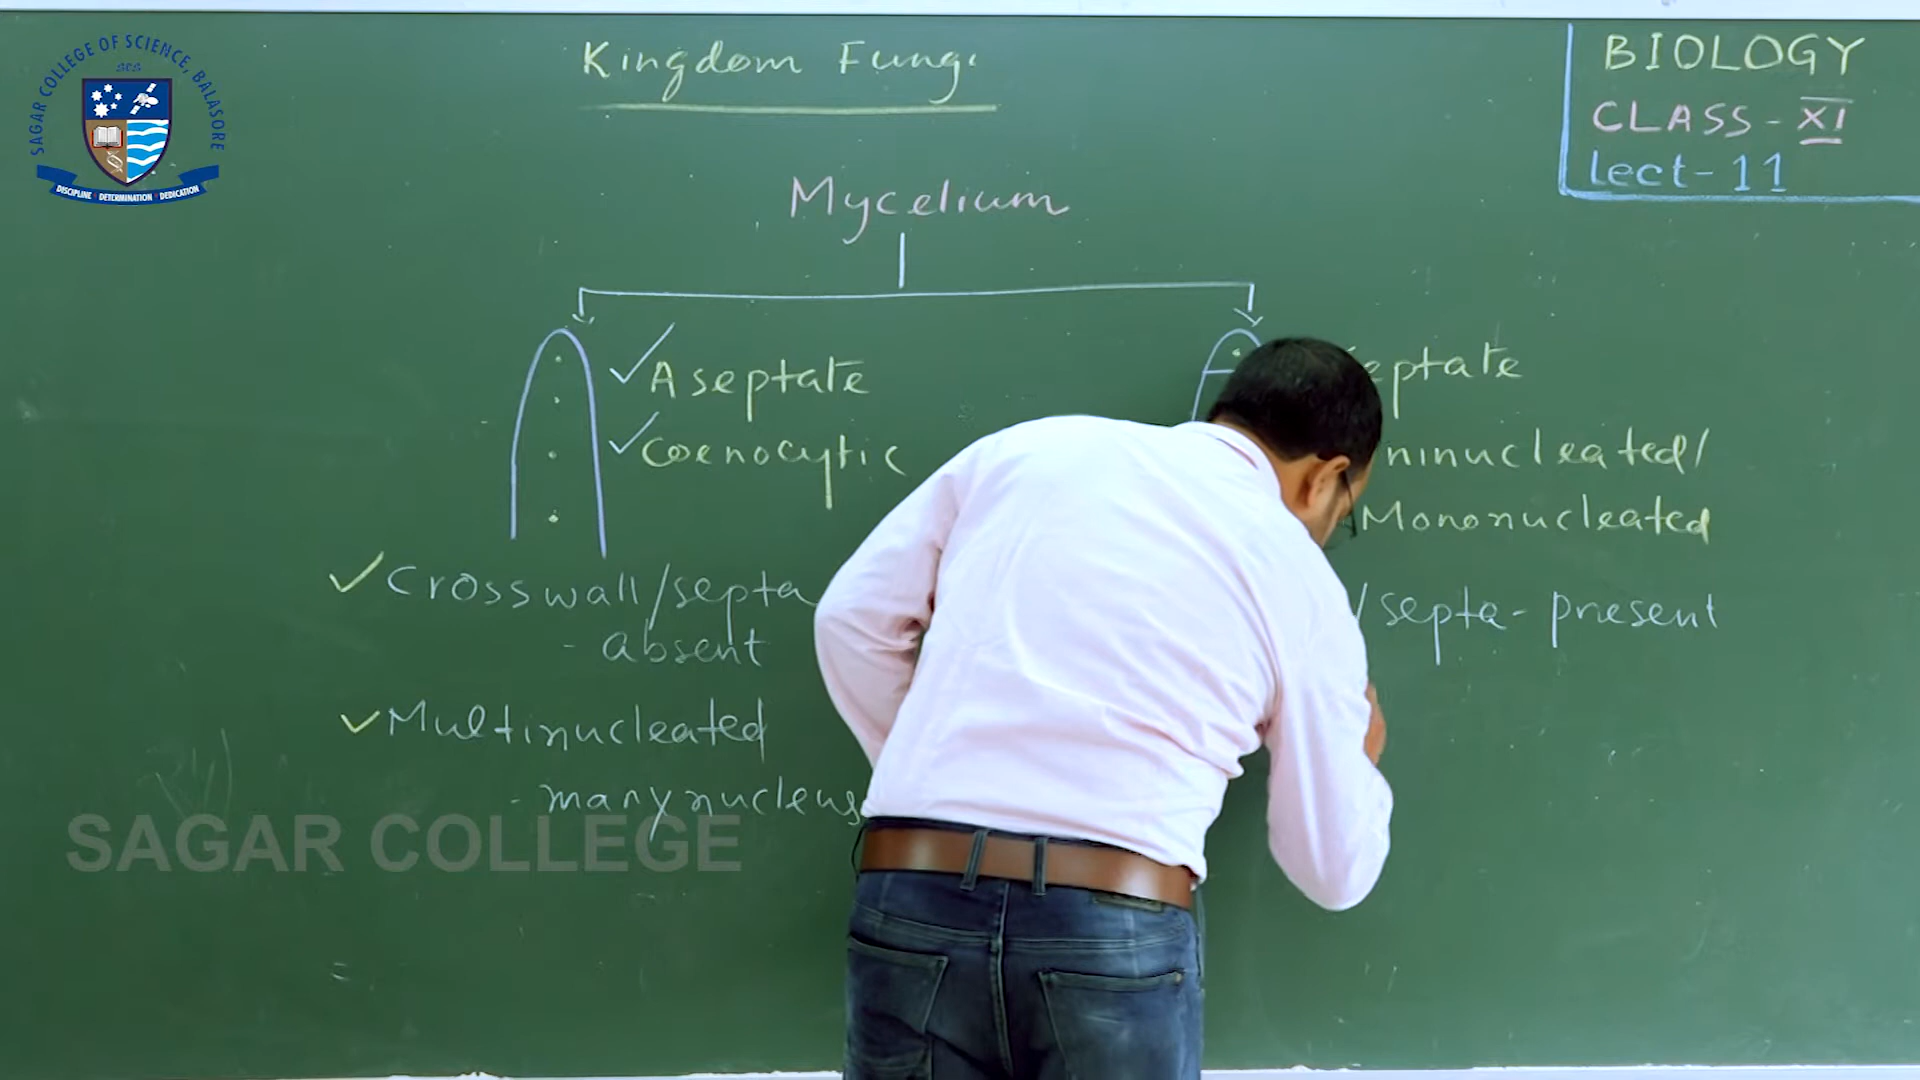 SAGAR COLLEGE OF SCIENCE, BALASORE
scs
DISCIPLINE DETERMINATION DEDICATION
Kingdom Fungi
BIOLOGY
CLASS - XI
Lect - 11
Mycelium
Aseptate
Coenocytic
eptate
ninucleated/
Mononucleated
Crosswall/septa
- absent
/septa - present
Multinucleated
- many nucleus
SAGAR COLLEGE